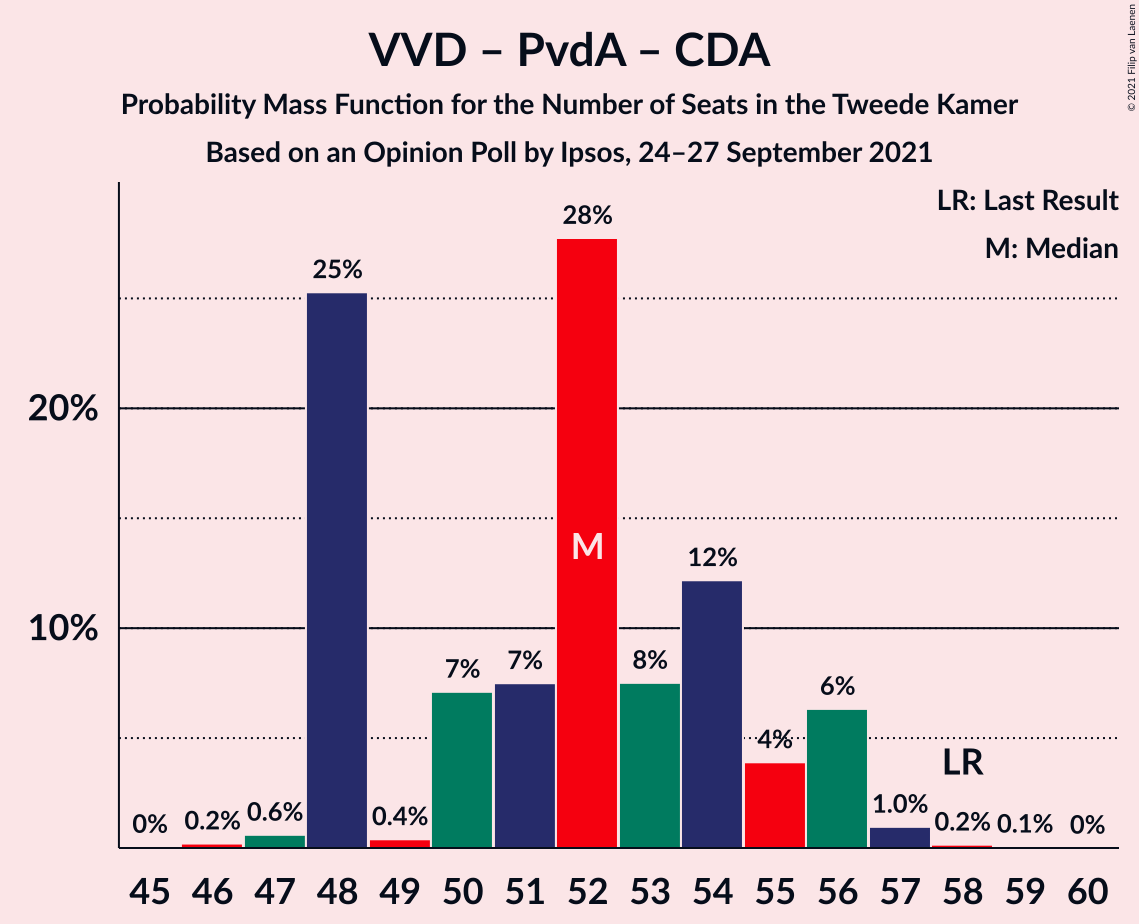 VVD – PvdA – CDA
Probability Mass Function for the Number of Seats in the Tweede Kamer
Based on an Opinion Poll by Ipsos, 24–27 September 2021
© 2021 Filip van Laenen
LR: Last Result
M: Median
28%
25%
20%
M
12%
10%
7%
7%
8%
6%
4%
LR
0%
0.2%
0.6%
0.4%
1.0%
0.2%
0.1%
0%
45 46 47 48 49 50 51 52 53 54 55 56 57 58 59 60